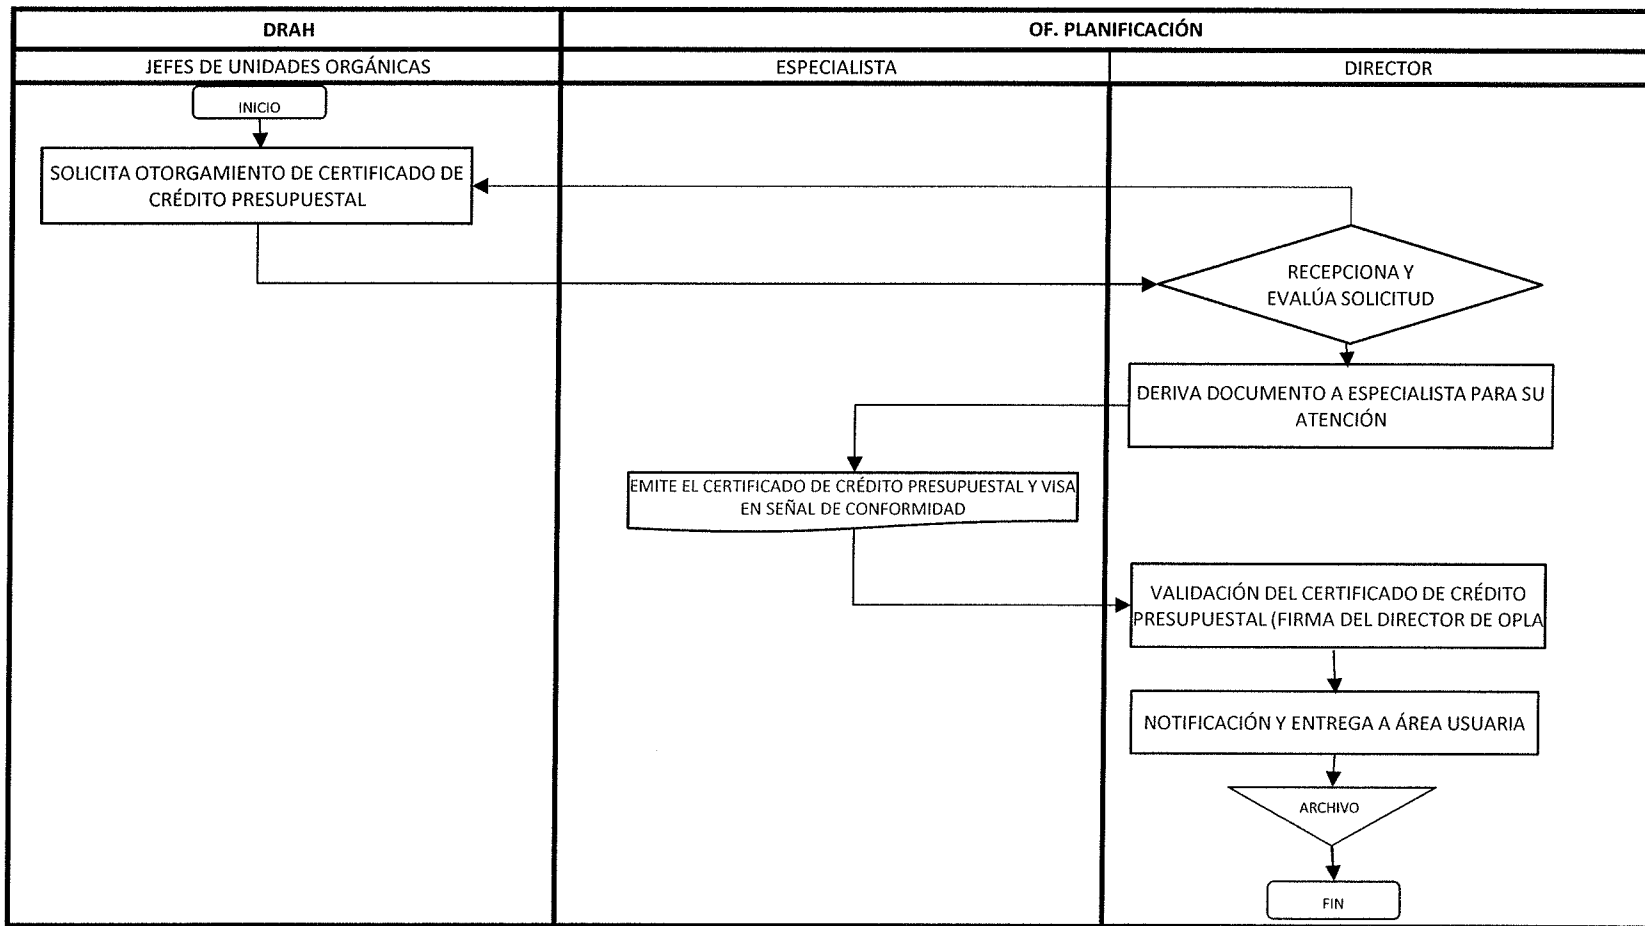 DRAH
OF. PLANIFICACIÓN
JEFES DE UNIDADES ORGÁNICAS
ESPECIALISTA
DIRECTOR
INICIO
SOLICITA OTORGAMIENTO DE CERTIFICADO DE
CRÉDITO PRESUPUESTAL
RECEPCIONA Y
EVALÚA SOLICITUD
DERIVA DOCUMENTO A ESPECIALISTA PARA SU
ATENCIÓN
EMITE EL CERTIFICADO DE CRÉDITO PRESUPUESTAL Y VISA
EN SEÑAL DE CONFORMIDAD
VALIDACIÓN DEL CERTIFICADO DE CRÉDITO
PRESUPUESTAL (FIRMA DEL DIRECTOR DE OPLA
NOTIFICACIÓN Y ENTREGA A ÁREA USUARIA
ARCHIVO
FIN